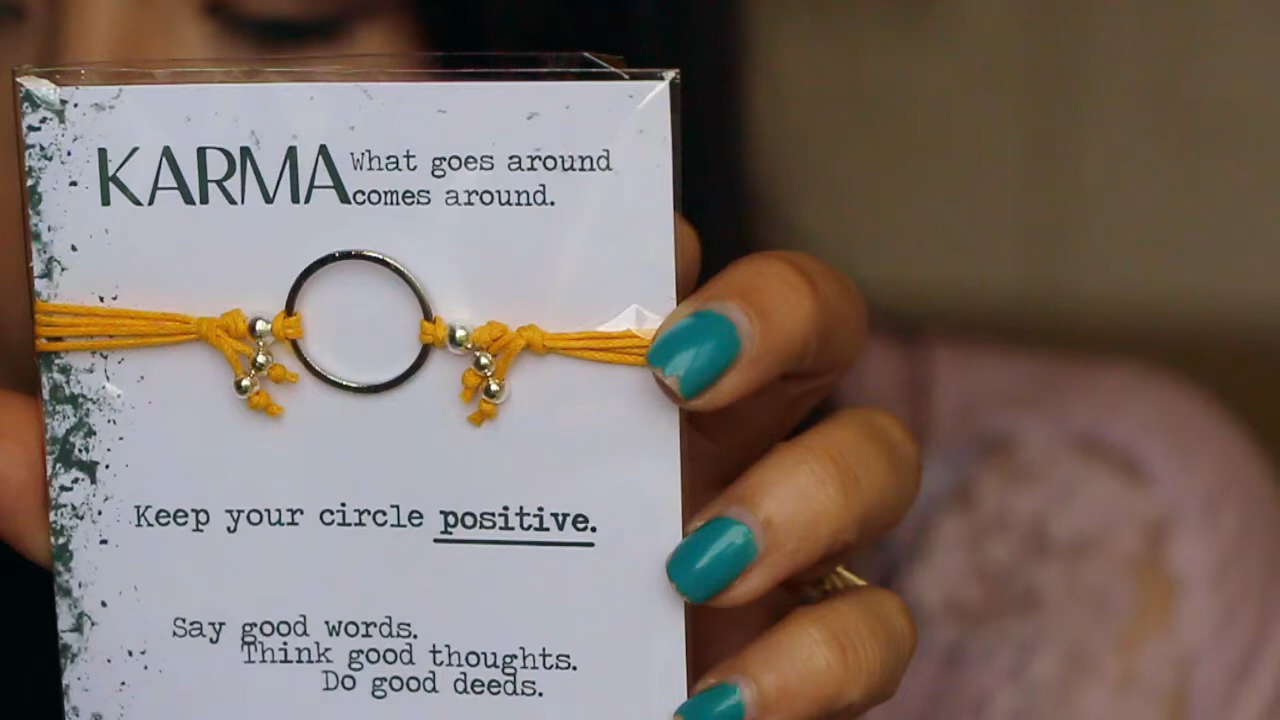 KARMA What goes around
comes around.
Keep your circle positive.
Say good words.
Think good thoughts.
Do good deeds.